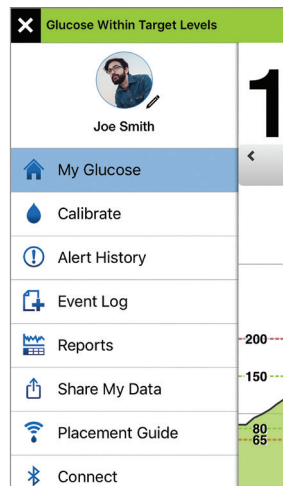 Glucose Within Target Levels
Joe Smith
1
My Glucose
Calibrate
Alert History
Event Log
Reports
200
Share My Data
150
Placement Guide
80
65
Connect